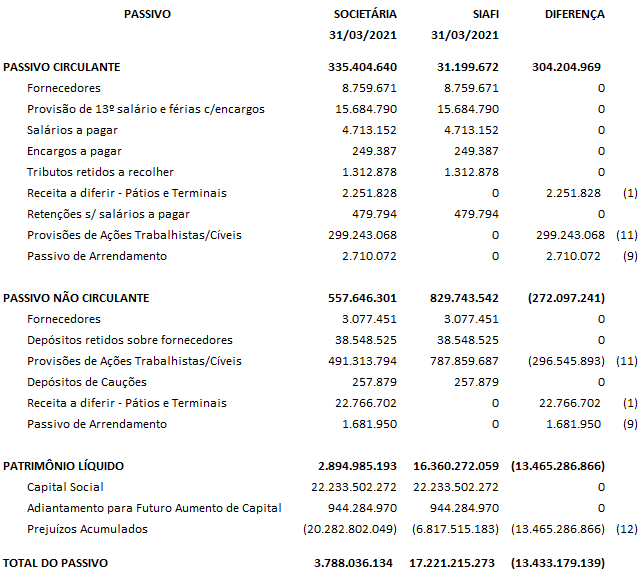 PASSIVO SOCIETÁRIA SIAFI DIFERENÇA
31/03/2021 31/03/2021
PASSIVO CIRCULANTE 335.404.640 31.199.672 304.204.969
Fornecedores 8.759.671 8.759.671 0
Provisão de 13º salário e férias c/encargos 15.684.790 15.684.790 0
Salários a pagar 4.713.152 4.713.152 0
Encargos a pagar 249.387 249.387 0
Tributos retidos a recolher 1.312.878 1.312.878 0
Receita a diferir - Pátios e Terminais 2.251.828 0 2.251.828 (1)
Retenções s/ salários a pagar 479.794 479.794 0
Provisões de Ações Trabalhistas/Cíveis 299.243.068 0 299.243.068 (11)
Passivo de Arrendamento 2.710.072 0 2.710.072 (9)
PASSIVO NÃO CIRCULANTE 557.646.301 829.743.542 (272.097.241)
Fornecedores 3.077.451 3.077.451 0
Depósitos retidos sobre fornecedores 38.548.525 38.548.525 0
Provisões de Ações Trabalhistas/Cíveis 491.313.794 787.859.687 (296.545.893) (11)
Depósitos de Cauções 257.879 257.879 0
Receita a diferir - Pátios e Terminais 22.766.702 0 22.766.702 (1)
Passivo de Arrendamento 1.681.950 0 1.681.950 (9)
PATRIMÔNIO LÍQUIDO 2.894.985.193 16.360.272.059 (13.465.286.866)
Capital Social 22.233.502.272 22.233.502.272 0
Adiantamento para Futuro Aumento de Capital 944.284.970 944.284.970 0
Prejuízos Acumulados (20.282.802.049) (6.817.515.183) (13.465.286.866) (12)
TOTAL DO PASSIVO 3.788.036.134 17.221.215.273 (13.433.179.139)